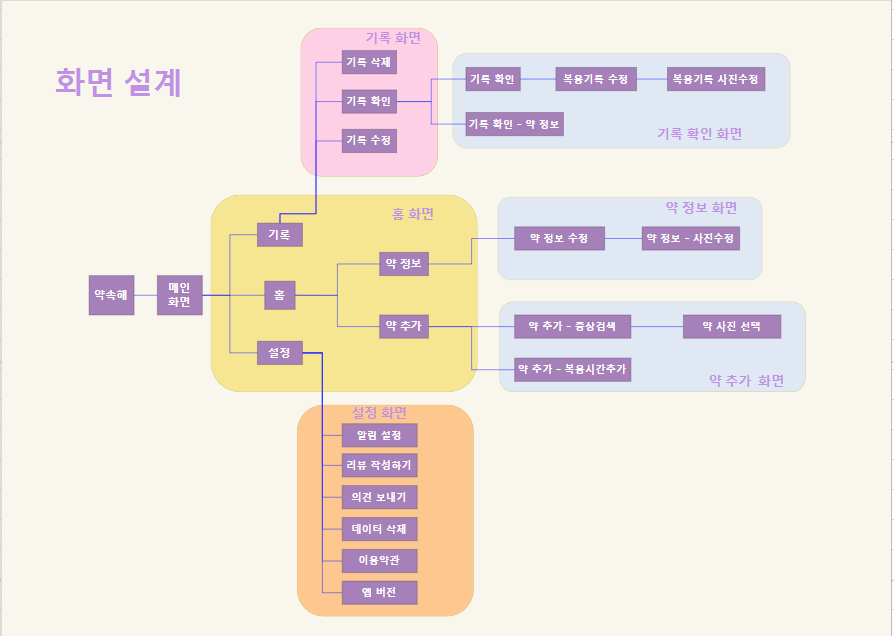 화면 설계
기록 화면
기록 삭제
기록 확인
기록 수정
기록 확인
복용기록 수정
복용기록 사진수정
기록 확인 - 약 정보
기록 확인 화면
홈 화면
약속해
메인
화면
기록
홈
설정
약 정보
약 추가
약 정보 화면
약 정보 수정
약 정보 - 사진수정
약 추가 - 증상검색
약 사진 선택
약 추가 - 복용시간추가
약 추가 화면
설정 화면
알림 설정
리뷰 작성하기
의견 보내기
데이터 삭제
이용약관
앱 버전